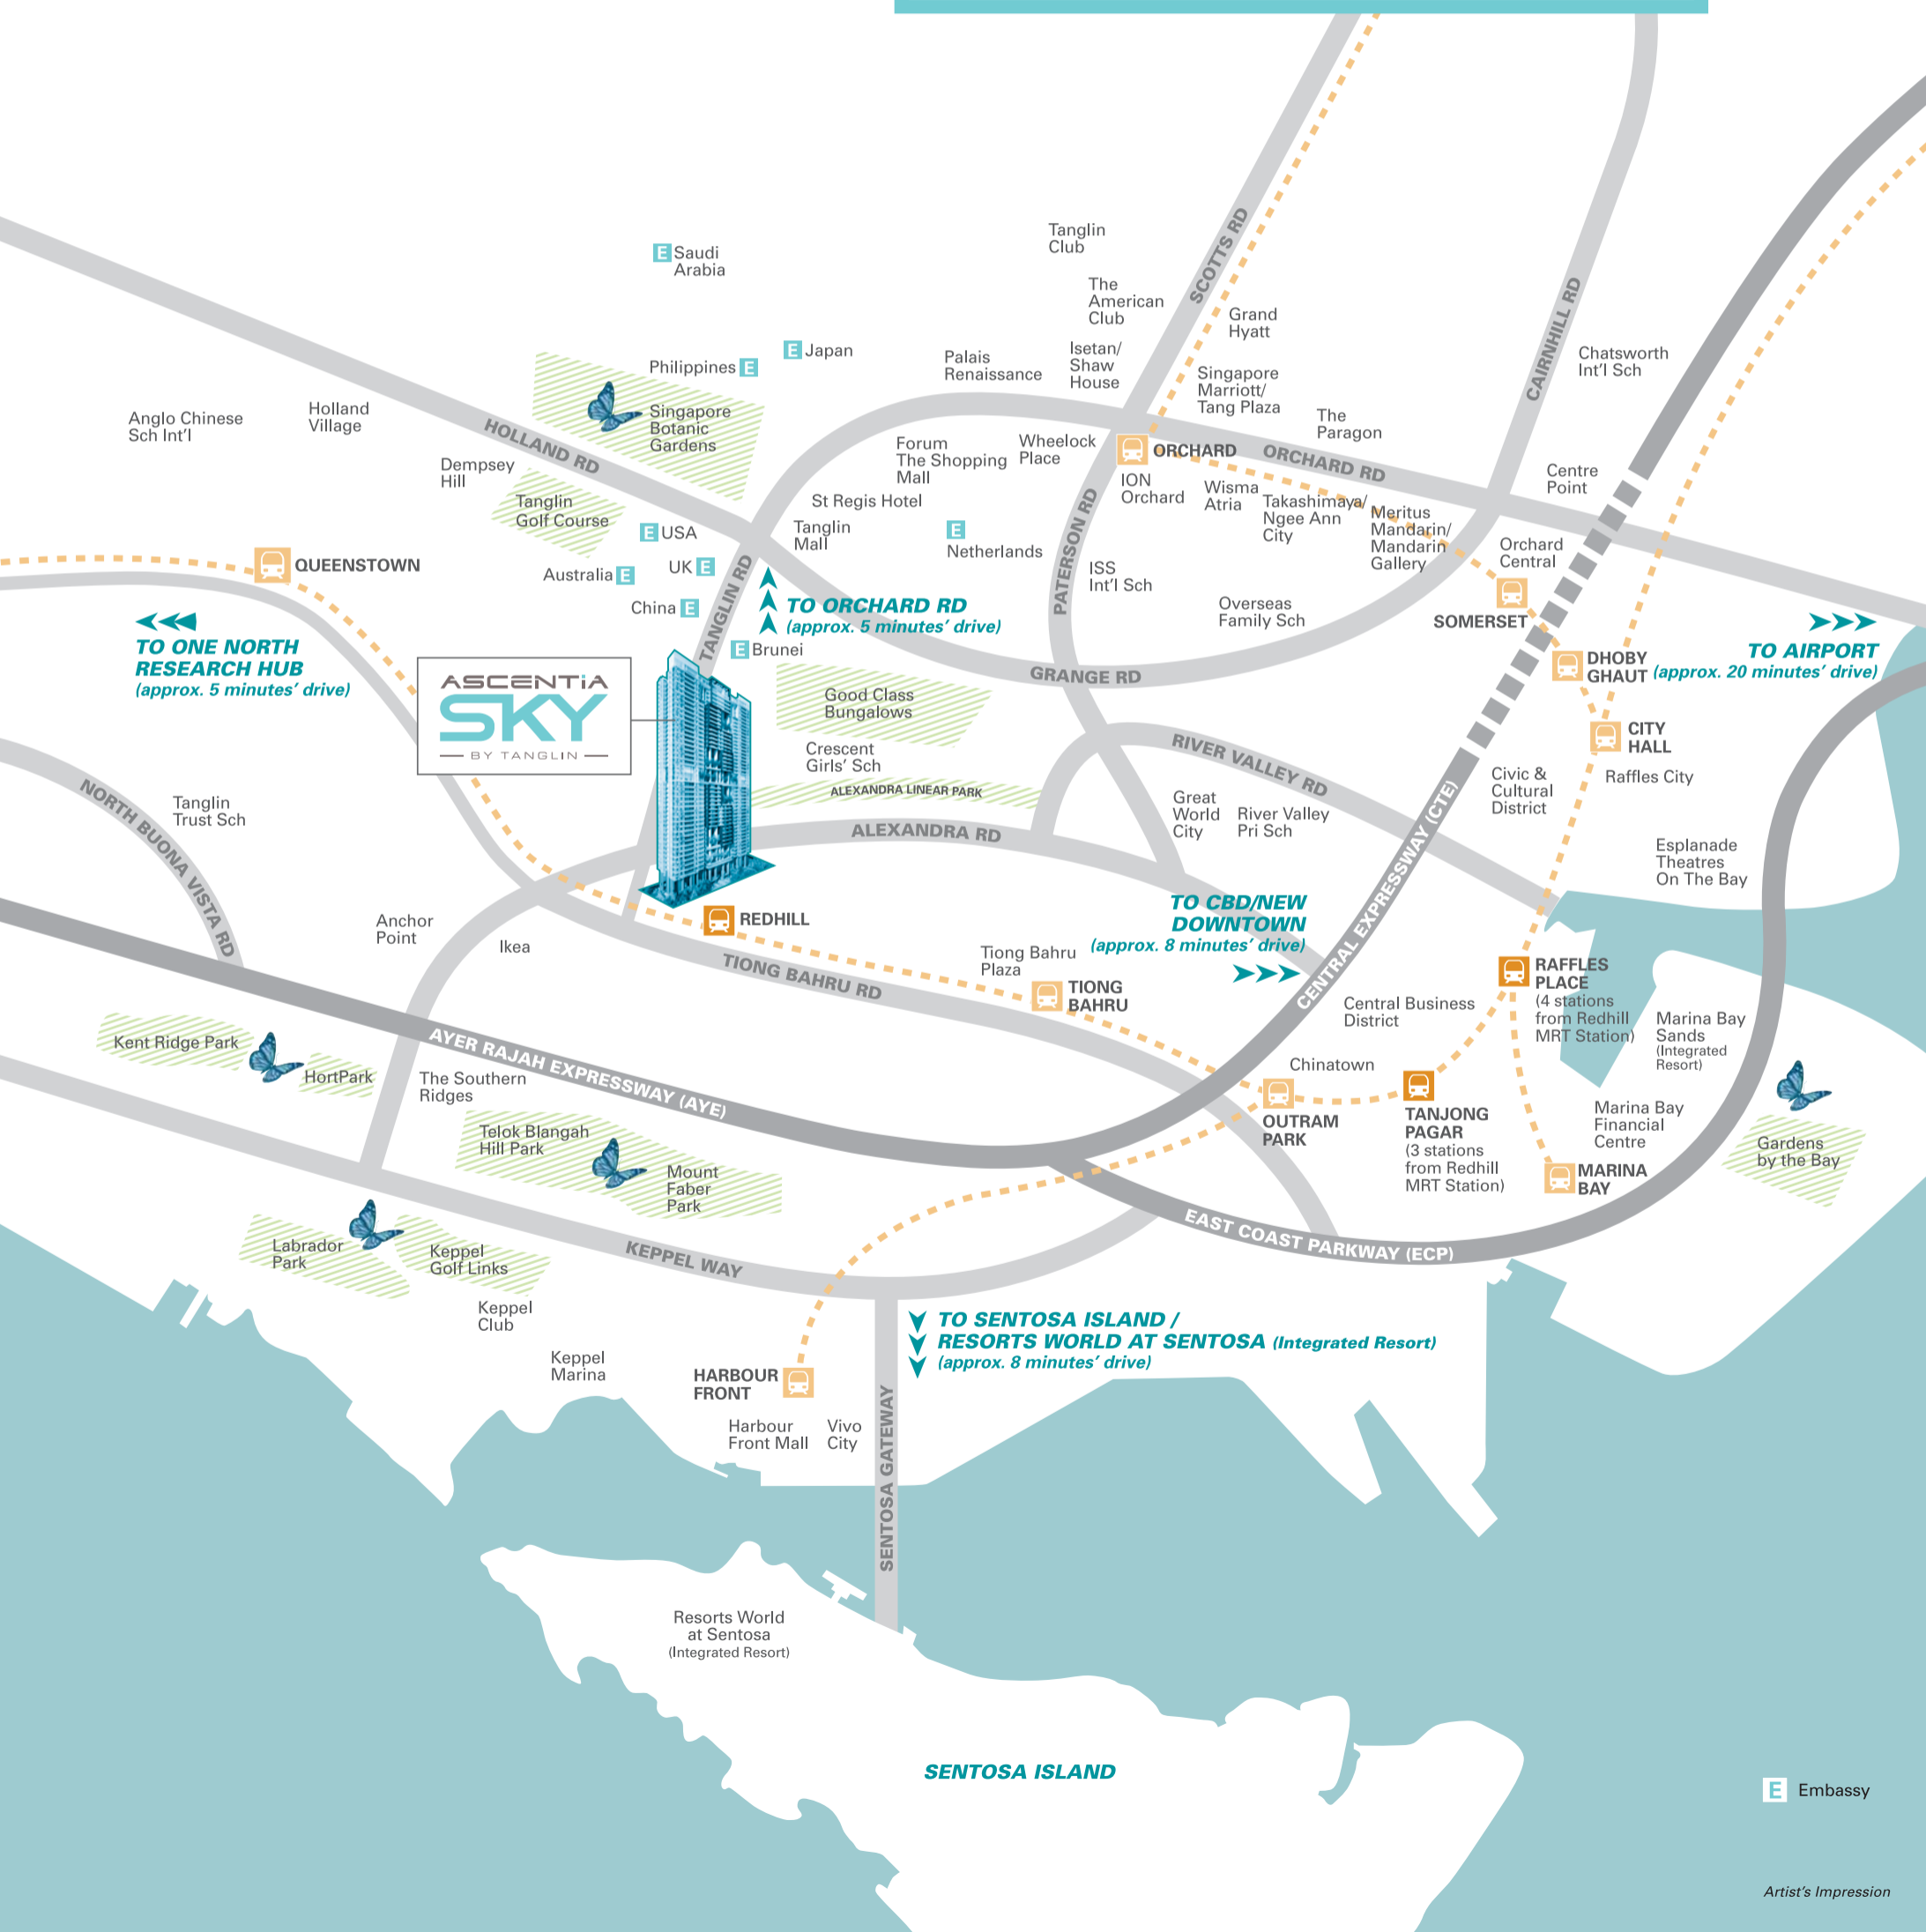 SCOTTS RD
Tanglin
Club
E Saudi
Arabia
The
American
Club
CAIRNHILL RD
Grand
Hyatt
E Japan
Philippines E
Palais
Renaissance
Isetan/
Shaw
House
Chatsworth
Int'l Sch
Singapore
Marriott/
Tang Plaza
Anglo Chinese
Sch Int'l
Holland
Village
HOLLAND RD
Singapore
Botanic
Gardens
The
Paragon
Forum
The Shopping
Mall
Wheelock
Place
ORCHARD
ORCHARD RD
Dempsey
Hill
Centre
Point
Tanglin
Golf Course
St Regis Hotel
ION
Orchard
Wisma
Atria
Takashimaya/
Ngee Ann
City
Meritus
Mandarin/
Mandarin
Gallery
E USA
Tanglin
Mall
E
Netherlands
PATERSON RD
Orchard
Central
QUEENSTOWN
Australia E
UK E
TANGLIN RD
ISS
Int'l Sch
China E
TO ORCHARD RD
(approx. 5 minutes' drive)
Overseas
Family Sch
SOMERSET
TO ONE NORTH
RESEARCH HUB
(approx. 5 minutes' drive)
E Brunei
DHOBY
GHAUT
TO AIRPORT
(approx. 20 minutes' drive)
GRANGE RD
ASCENTIA
SKY
BY TANGLIN
Good Class
Bungalows
CITY
HALL
Crescent
Girls' Sch
RIVER VALLEY RD
Raffles City
Civic &
Cultural
District
ALEXANDRA LINEAR PARK
NORTH BUONA VISTA RD
Tanglin
Trust Sch
Great
World
City
River Valley
Pri Sch
ALEXANDRA RD
CENTRAL EXPRESSWAY (CTE)
Esplanade
Theatres
On The Bay
TO CBD/NEW
DOWNTOWN
(approx. 8 minutes' drive)
Anchor
Point
Ikea
REDHILL
TIONG BAHRU RD
Tiong Bahru
Plaza
TIONG
BAHRU
RAFFLES
PLACE
(4 stations
from Redhill
MRT Station)
Central Business
District
Marina Bay
Sands
(Integrated
Resort)
Kent Ridge Park
HortPark
AYER RAJAH EXPRESSWAY (AYE)
The Southern
Ridges
Chinatown
OUTRAM
PARK
TANJONG
PAGAR
(3 stations
from Redhill
MRT Station)
Marina Bay
Financial
Centre
Gardens
by the Bay
Telok Blangah
Hill Park
Mount
Faber
Park
MARINA
BAY
EAST COAST PARKWAY (ECP)
Labrador
Park
Keppel
Golf Links
KEPPEL WAY
Keppel
Club
TO SENTOSA ISLAND /
RESORTS WORLD AT SENTOSA (Integrated Resort)
(approx. 8 minutes' drive)
Keppel
Marina
HARBOUR
FRONT
Harbour
Front Mall
Vivo
City
SENTOSA GATEWAY
Resorts World
at Sentosa
(Integrated Resort)
SENTOSA ISLAND
E Embassy
Artist's Impression